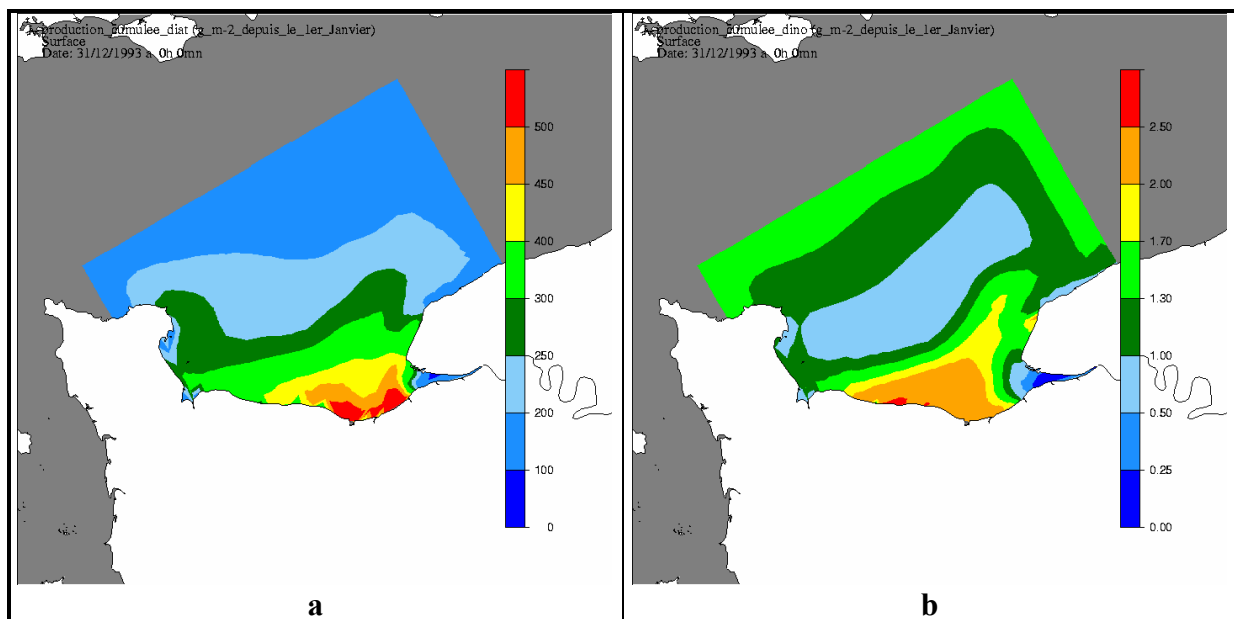 production_cumulee_diat (g_m-2_depuis_le_1er_Janvier)
Surface
Date: 31/12/1993 a 0h 0mn
500
450
400
300
250
200
100
0
a
production_cumulee_dino (g_m-2_depuis_le_1er_Janvier)
Surface
Date: 31/12/1993 a 0h 0mn
2.50
2.00
1.70
1.30
1.00
0.50
0.25
0.00
b